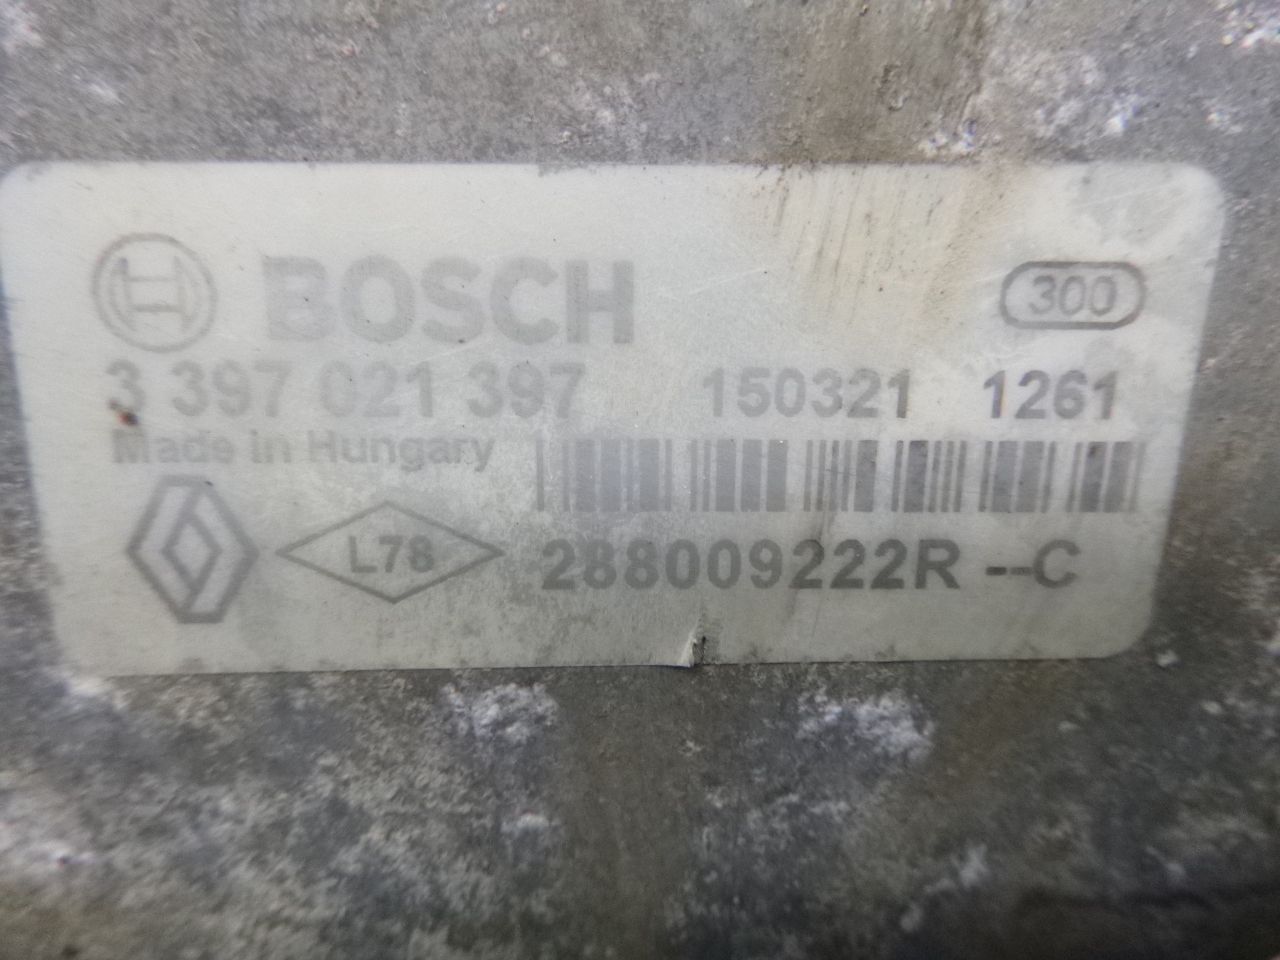 BOSCH
300
3 397 021 397 150321 1261
Made in Hungary
L78 288009222R --C